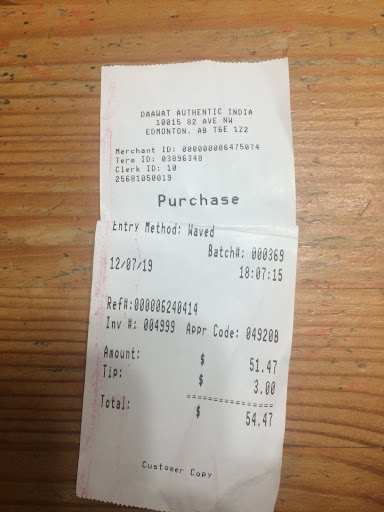 DAAWAT AUTHENTIC INDIA
10015 82 AVE NW
EDMONTON, AB T6E 1Z2
Merchant ID: 000000006475074
Term ID: 03896348
Clerk ID: 10
25681050019
Purchase
Entry Method: Waved
Batch#: 000369
12/07/19 18:07:15
Ref#:000006240414
Inv #: 004999 Appr Code: 04920B
Amount: $ 51.47
Tip: $ 3.00
================
Total: $ 54.47
Customer Copy